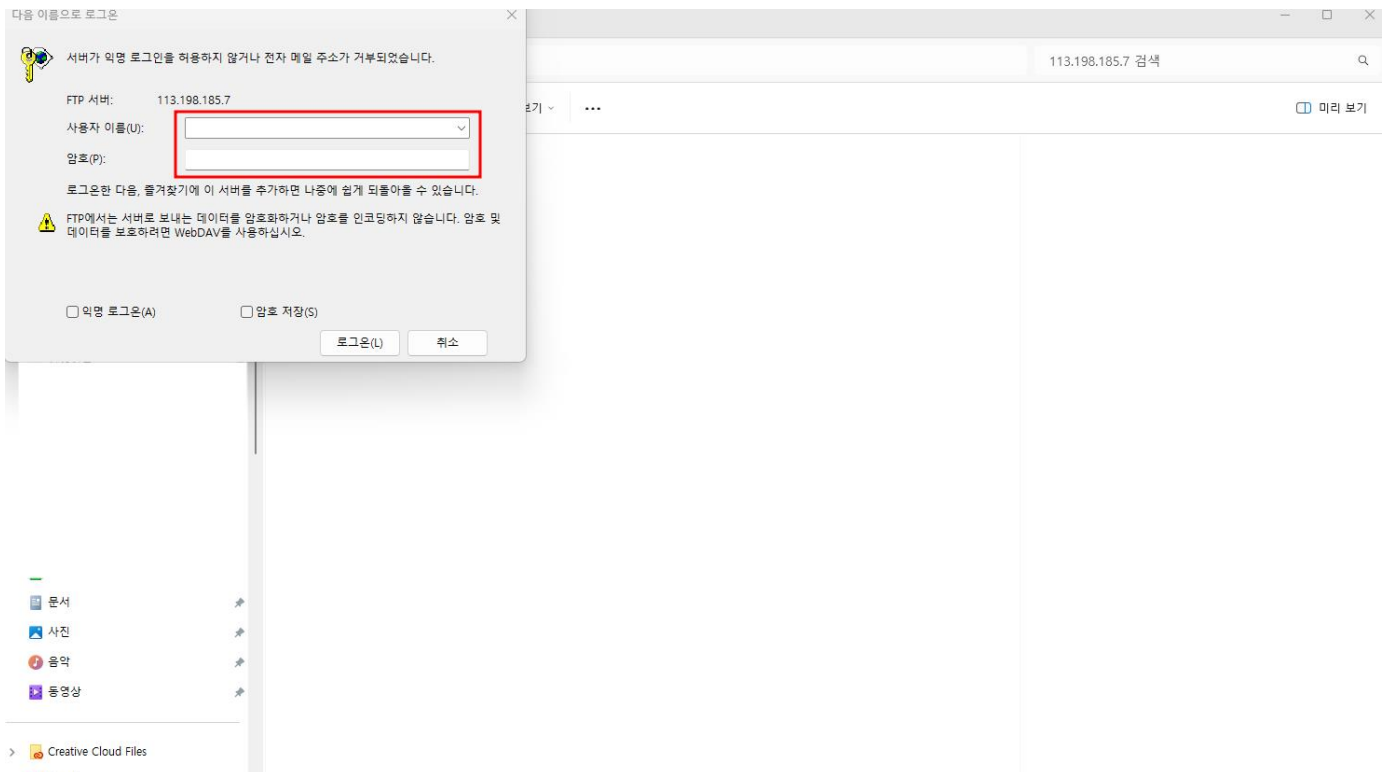 다음 이름으로 로그온
서버가 익명 로그인을 허용하지 않거나 전자 메일 주소가 거부되었습니다.
FTP 서버: 113.198.185.7
사용자 이름(U):
암호(P):
로그온한 다음, 즐겨찾기에 이 서버를 추가하면 나중에 쉽게 되돌아올 수 있습니다.
FTP에서는 서버로 보내는 데이터를 암호화하거나 암호를 인코딩하지 않습니다. 암호 및
데이터를 보호하려면 WebDAV를 사용하십시오.
익명 로그온(A) 암호 저장(S)
로그온(L) 취소
113.198.185.7 검색
보기 ...
미리 보기
문서
사진
음악
동영상
Creative Cloud Files